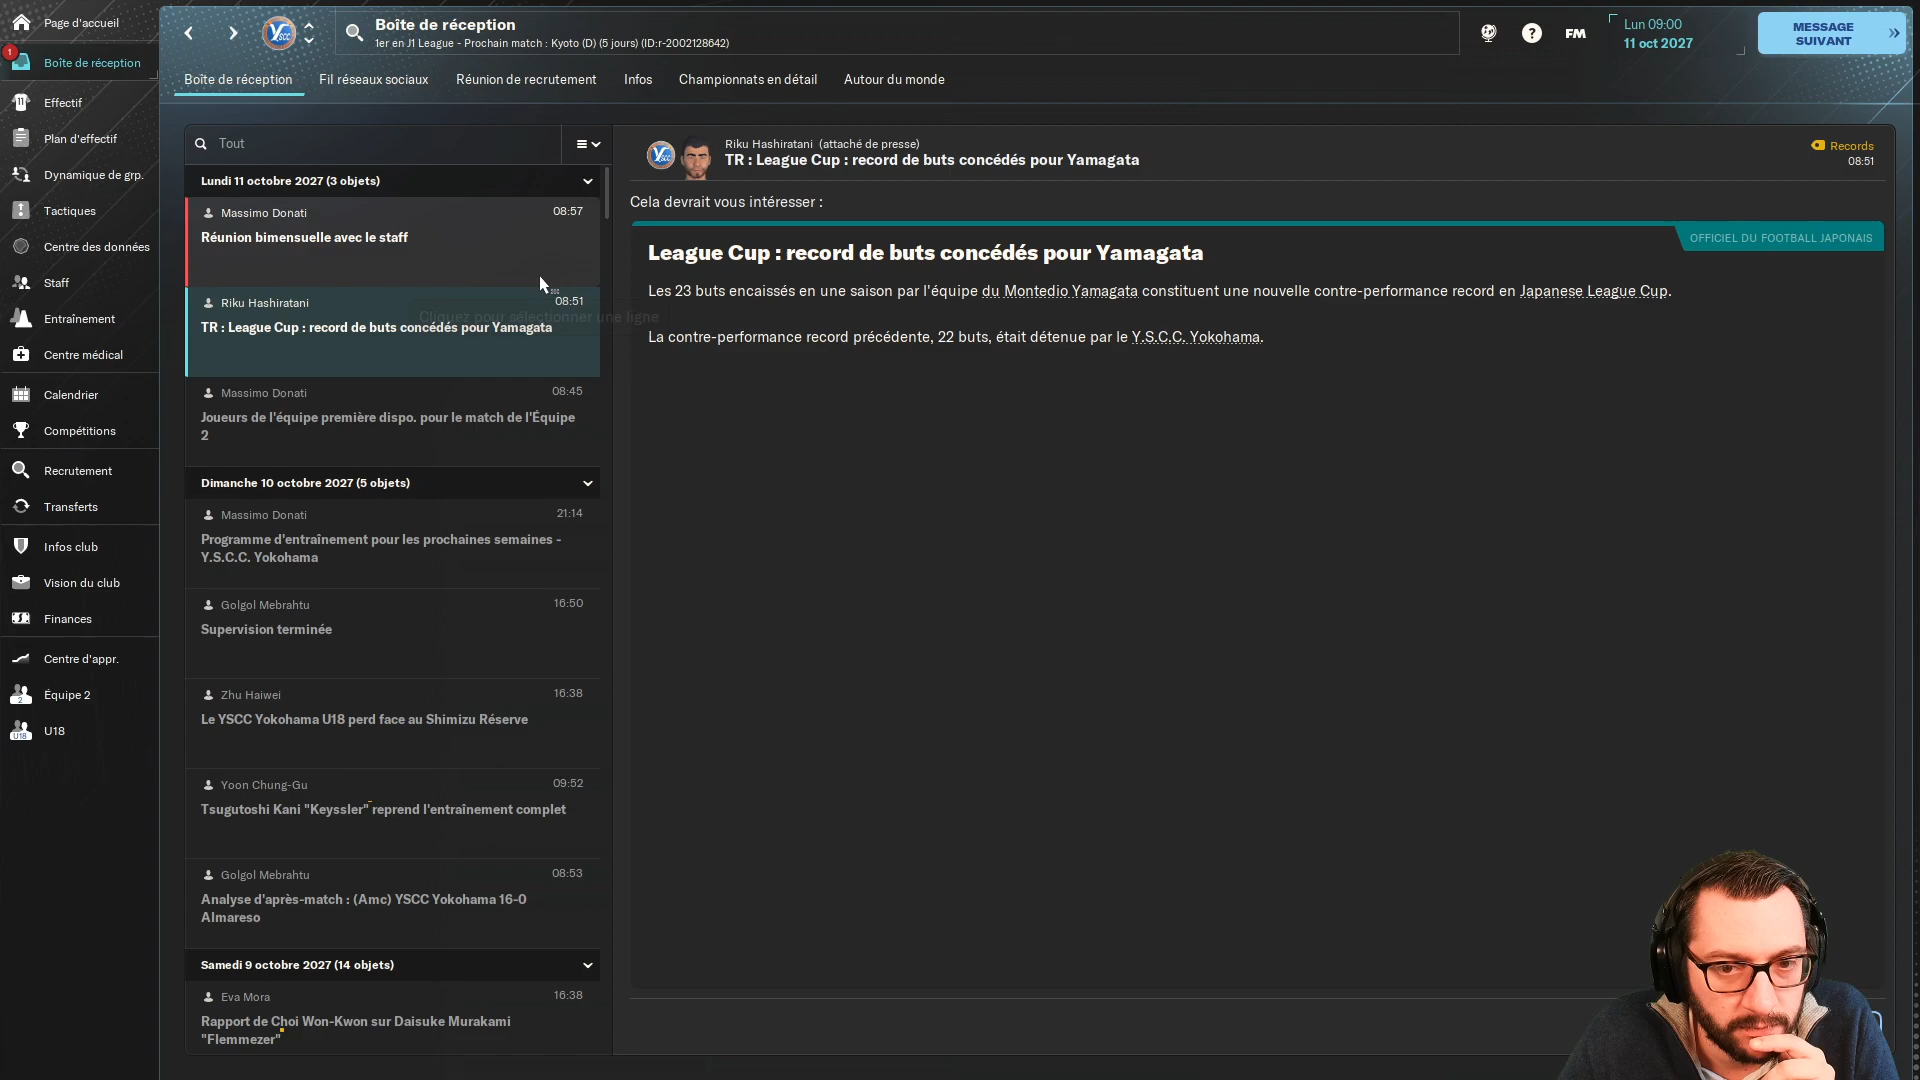 Page d'accueil
1
Boîte de réception
Effectif
Plan d'effectif
Dynamique de grp.
Tactiques
Centre des données
Staff
Entraînement
Centre médical
Calendrier
Compétitions
Recrutement
Transferts
Infos club
Vision du club
Finances
Centre d'appr.
Équipe 2
U18
Boîte de réception
1er en J1 League - Prochain match : Kyoto (D) (5 jours) (ID:r-2002128642)
FM
Lun 09:00
11 oct 2027
MESSAGE
SUIVANT
Boîte de réception
Fil réseaux sociaux
Réunion de recrutement
Infos
Championnats en détail
Autour du monde
Tout
Lundi 11 octobre 2027 (3 objets)
Massimo Donati 08:57
Réunion bimensuelle avec le staff
Riku Hashiratani 08:51
Cliquez pour sélectionner une ligne
TR : League Cup : record de buts concédés pour Yamagata
Massimo Donati 08:45
Joueurs de l'équipe première dispo. pour le match de l'Équipe
2
Dimanche 10 octobre 2027 (5 objets)
Massimo Donati 21:14
Programme d'entraînement pour les prochaines semaines -
Y.S.C.C. Yokohama
Golgol Mebrahtu 16:50
Supervision terminée
Zhu Haiwei 16:38
Le YSCC Yokohama U18 perd face au Shimizu Réserve
Yoon Chung-Gu 09:52
Tsugutoshi Kani "Keyssler" reprend l'entraînement complet
Golgol Mebrahtu 08:53
Analyse d'après-match : (Amc) YSCC Yokohama 16-0
Almareso
Samedi 9 octobre 2027 (14 objets)
Eva Mora 16:38
Rapport de Choi Won-Kwon sur Daisuke Murakami
"Flemmezer"
Riku Hashiratani (attaché de presse)
TR : League Cup : record de buts concédés pour Yamagata
Records
08:51
Cela devrait vous intéresser :
OFFICIEL DU FOOTBALL JAPONAIS
League Cup : record de buts concédés pour Yamagata
Les 23 buts encaissés en une saison par l'équipe du Montedio Yamagata constituent une nouvelle contre-performance record en Japanese League Cup.
La contre-performance record précédente, 22 buts, était détenue par le Y.S.C.C. Yokohama.